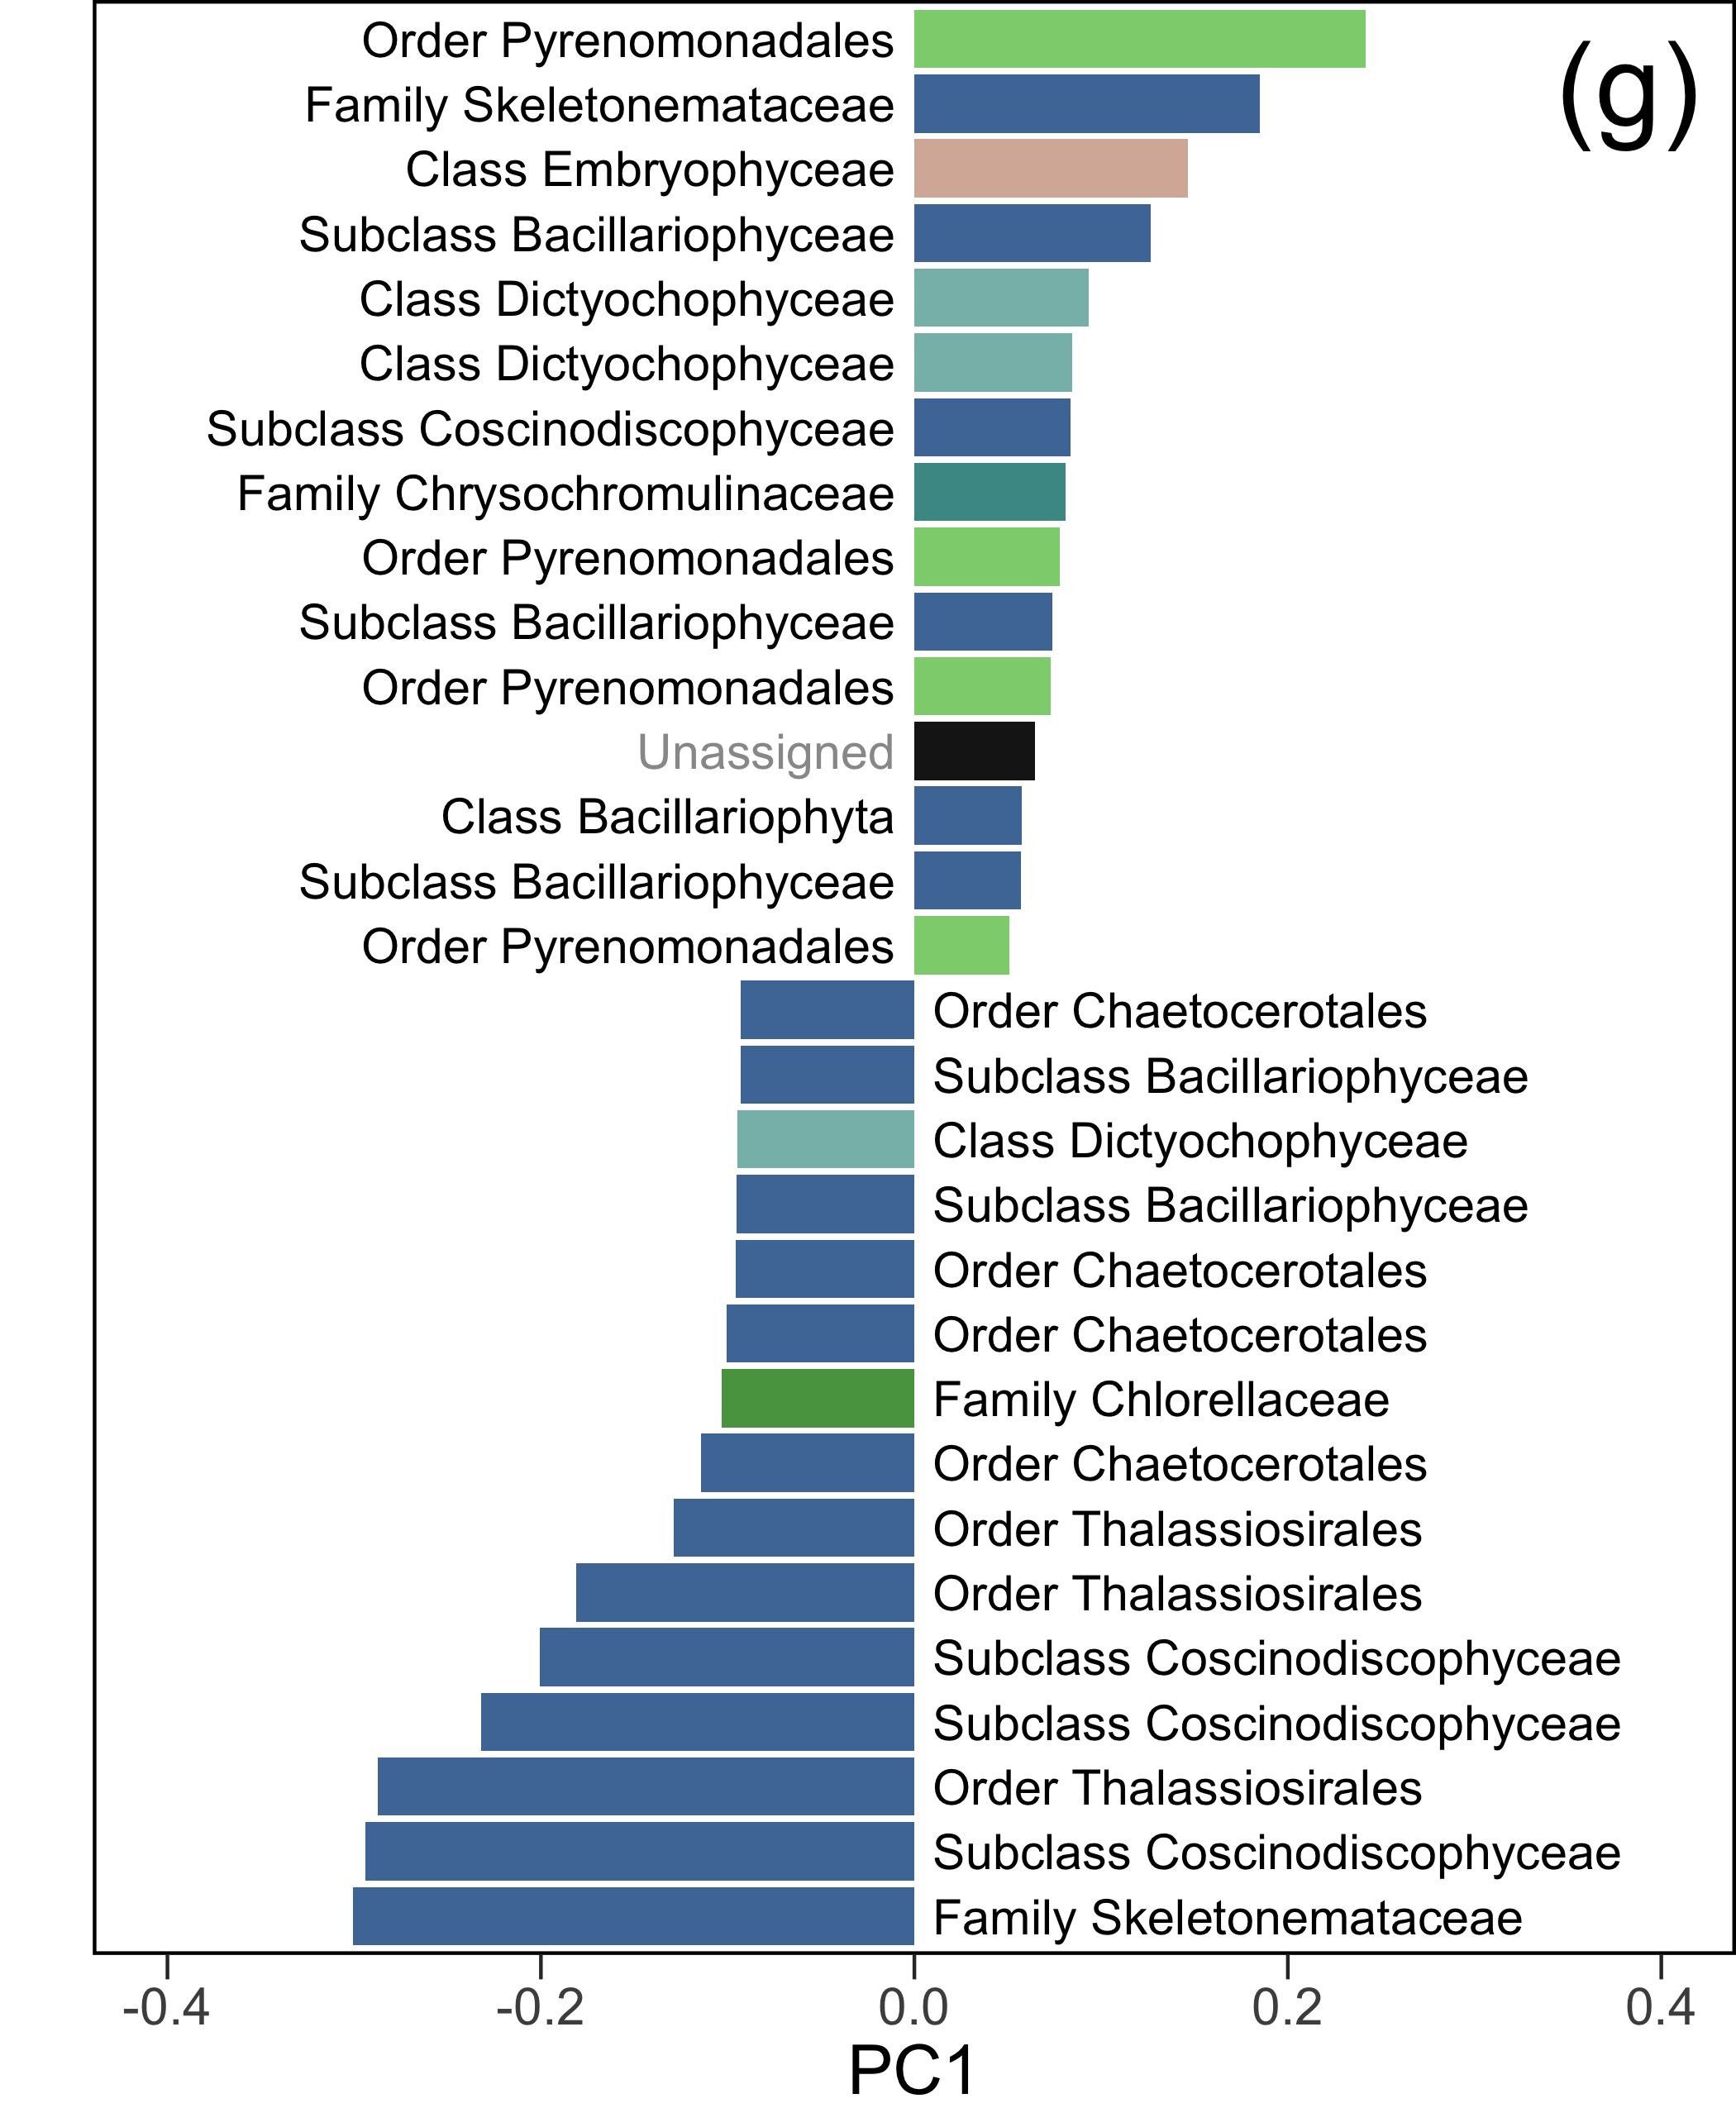 Order Pyrenomonadales
(g)
Family Skeletonemataceae
Class Embryophyceae
Subclass Bacillariophyceae
Class Dictyochophyceae
Class Dictyochophyceae
Subclass Coscinodiscophyceae
Family Chrysochromulinaceae
Order Pyrenomonadales
Subclass Bacillariophyceae
Order Pyrenomonadales
Unassigned
Class Bacillariophyta
Subclass Bacillariophyceae
Order Pyrenomonadales
Order Chaetocerotales
Subclass Bacillariophyceae
Class Dictyochophyceae
Subclass Bacillariophyceae
Order Chaetocerotales
Order Chaetocerotales
Family Chlorellaceae
Order Chaetocerotales
Order Thalassiosirales
Order Thalassiosirales
Subclass Coscinodiscophyceae
Subclass Coscinodiscophyceae
Order Thalassiosirales
Subclass Coscinodiscophyceae
Family Skeletonemataceae
-0.4 -0.2 0.0 0.2 0.4
PC1